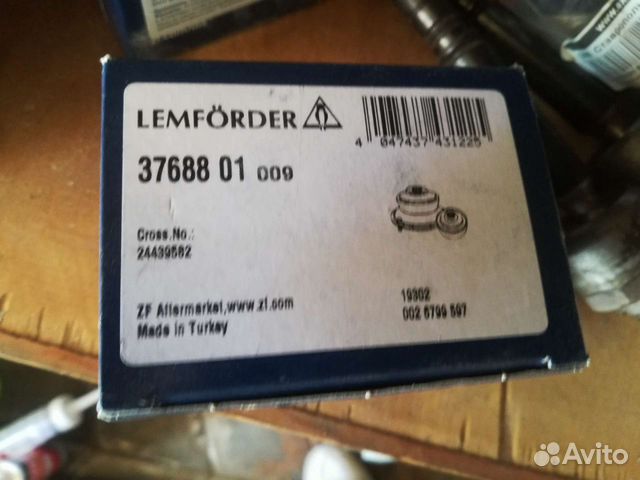 LEMFÖRDER
4 047437 431225
37688 01 009
Cross.No.:
24439582
19302
002 6799 597
ZF Aftermarket,www.zf.com
Made in Turkey
Avito